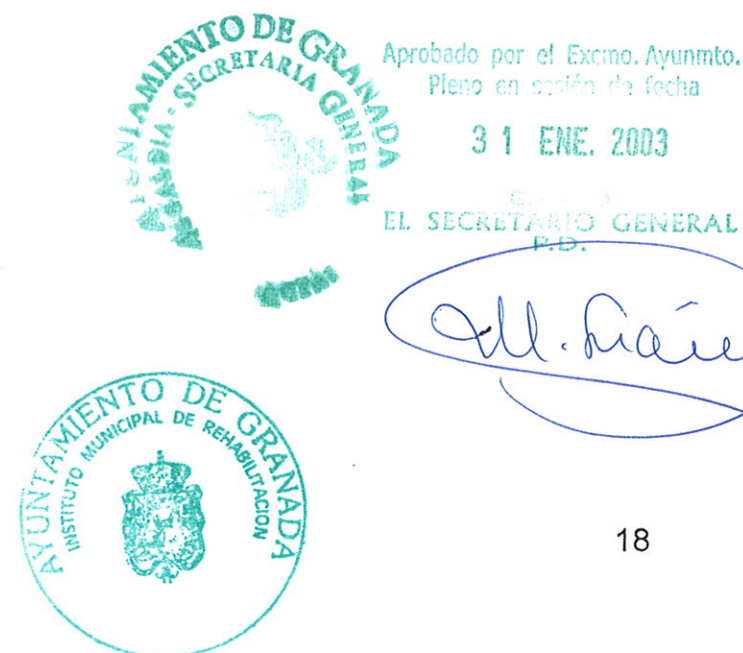 AYUNTAMIENTO DE GRANADA
SECRETARIA GENERAL
Aprobado por el Excmo. Ayunmto.
Pleno en sesión de fecha
31 ENE. 2003
EL SECRETARIO GENERAL
P.D.
AYUNTAMIENTO DE GRANADA
INSTITUTO MUNICIPAL DE REHABILITACION
18